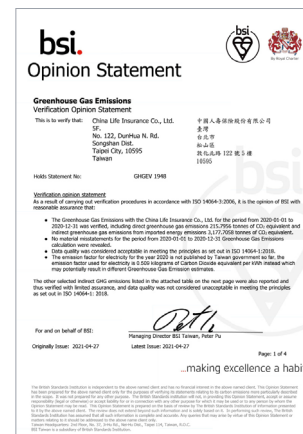 bsi.
bsi
By Royal Charter
Opinion Statement
Greenhouse Gas Emissions
Verification Opinion Statement
This is to verify that: China Life Insurance Co., Ltd. 中國人壽保險股份有限公司
5F. 臺灣
No. 122, DunHua N. Rd. 台北市
Songshan Dist. 松山區
Taipei City, 10595 敦化北路 122 號 5 樓
Taiwan 10595
Holds Statement No: GHGEV 1948
Verification opinion statement
As a result of carrying out verification procedures in accordance with ISO 14064-3:2006, it is the opinion of BSI with
reasonable assurance that:
• The Greenhouse Gas Emissions with the China Life Insurance Co., Ltd. for the period from 2020-01-01 to
2020-12-31 was verified, including direct greenhouse gas emissions 215.7956 tonnes of CO₂ equivalent and
indirect greenhouse gas emissions from imported energy emissions 3,177.7058 tonnes of CO₂ equivalent.
• No material misstatements for the period from 2020-01-01 to 2020-12-31 Greenhouse Gas Emissions
calculation were revealed.
• Data quality was considered acceptable in meeting the principles as set out in ISO 14064-1:2018.
• The emission factor for electricity for the year 2020 is not published by Taiwan government so far, the
emission factor used for electricity is 0.509 kilograms of Carbon Dioxide equivalent per kWh instead which
may potentially result in different Greenhouse Gas Emission estimates.
The other selected indirect GHG emissions listed in the attached table on the next page were also reported and
thus verified with limited assurance, and data quality was not considered unacceptable in meeting the principles
as set out in ISO 14064-1: 2018.
For and on behalf of BSI:
Managing Director BSI Taiwan, Peter Pu
Originally Issue: 2021-04-27 Latest Issue: 2021-04-27
Page: 1 of 4
...making excellence a habi